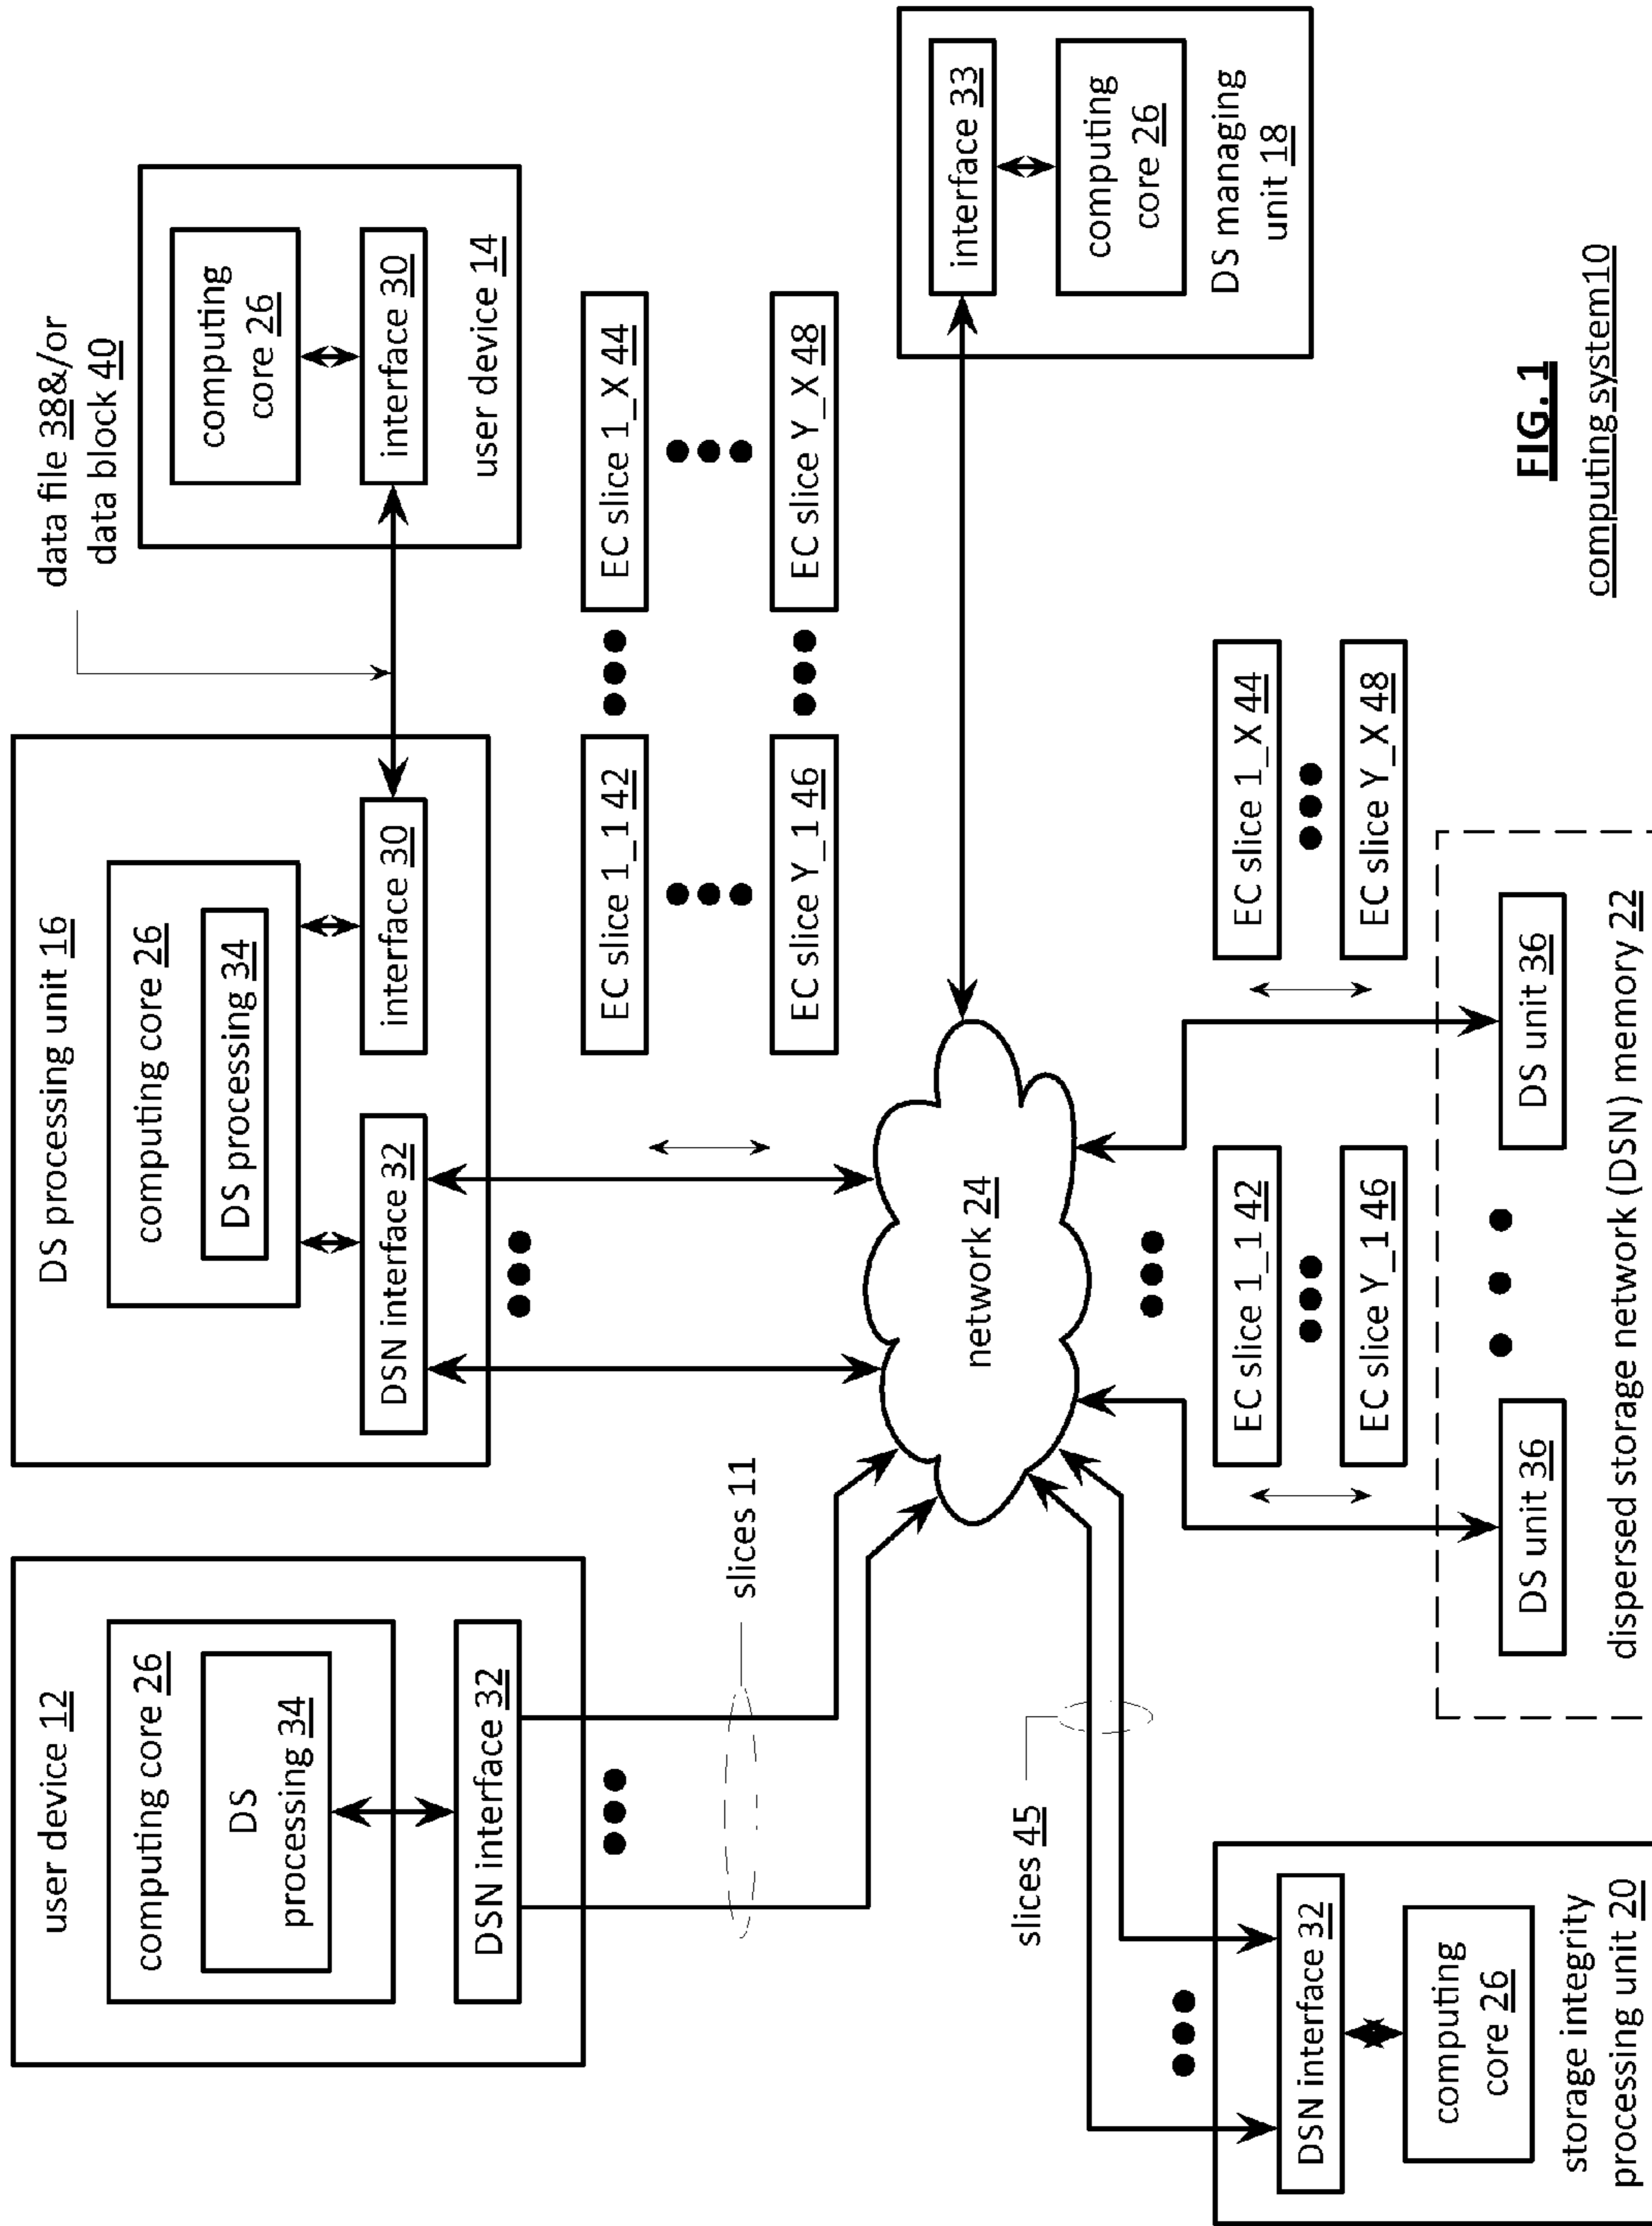 user device 12
computing core 26
DS
processing 34
DSN interface 32
slices 11
DS processing unit 16
computing core 26
DS processing 34
DSN interface 32
interface 30
data file 38&/or
data block 40
computing
core 26
interface 30
user device 14
EC slice 1_1 42
EC slice 1_X 44
EC slice Y_1 46
EC slice Y_X 48
network 24
interface 33
computing
core 26
DS managing
unit 18
slices 45
DSN interface 32
computing
core 26
storage integrity
processing unit 20
EC slice 1_1 42
EC slice Y_1 46
EC slice 1_X 44
EC slice Y_X 48
DS unit 36
DS unit 36
dispersed storage network (DSN) memory 22
FIG. 1
computing system10